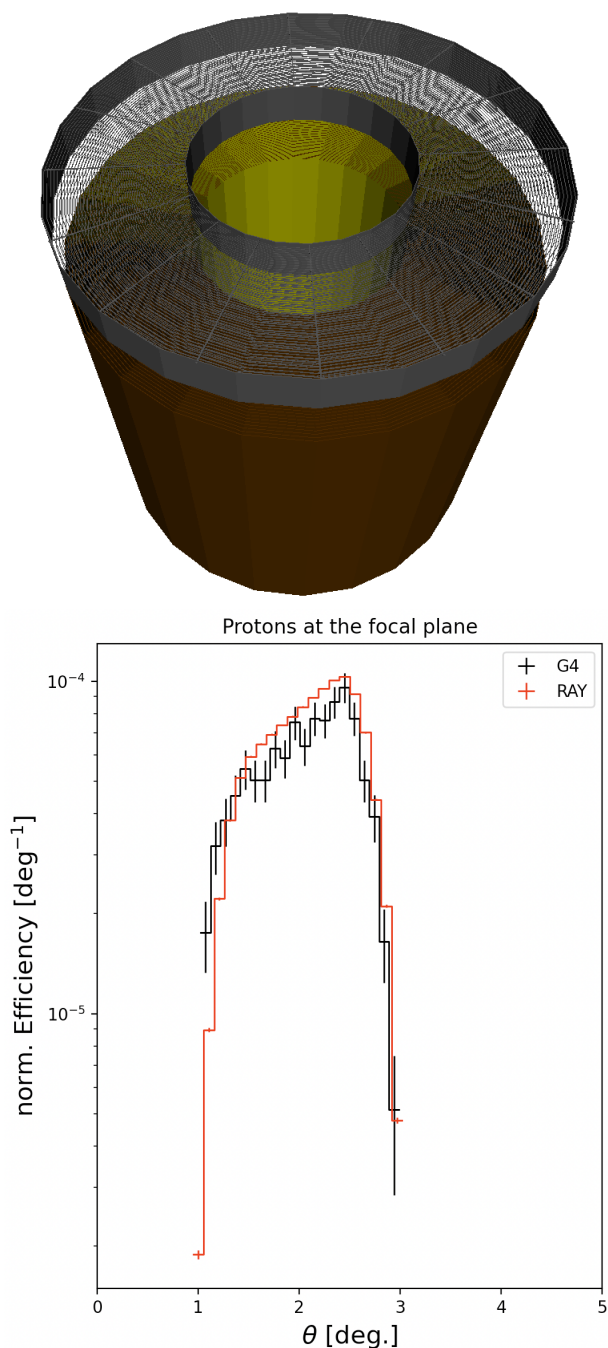 Protons at the focal plane
G4
RAY
norm. Efficiency [deg⁻¹]
10⁻⁴
10⁻⁵
0 1 2 3 4 5
θ [deg.]